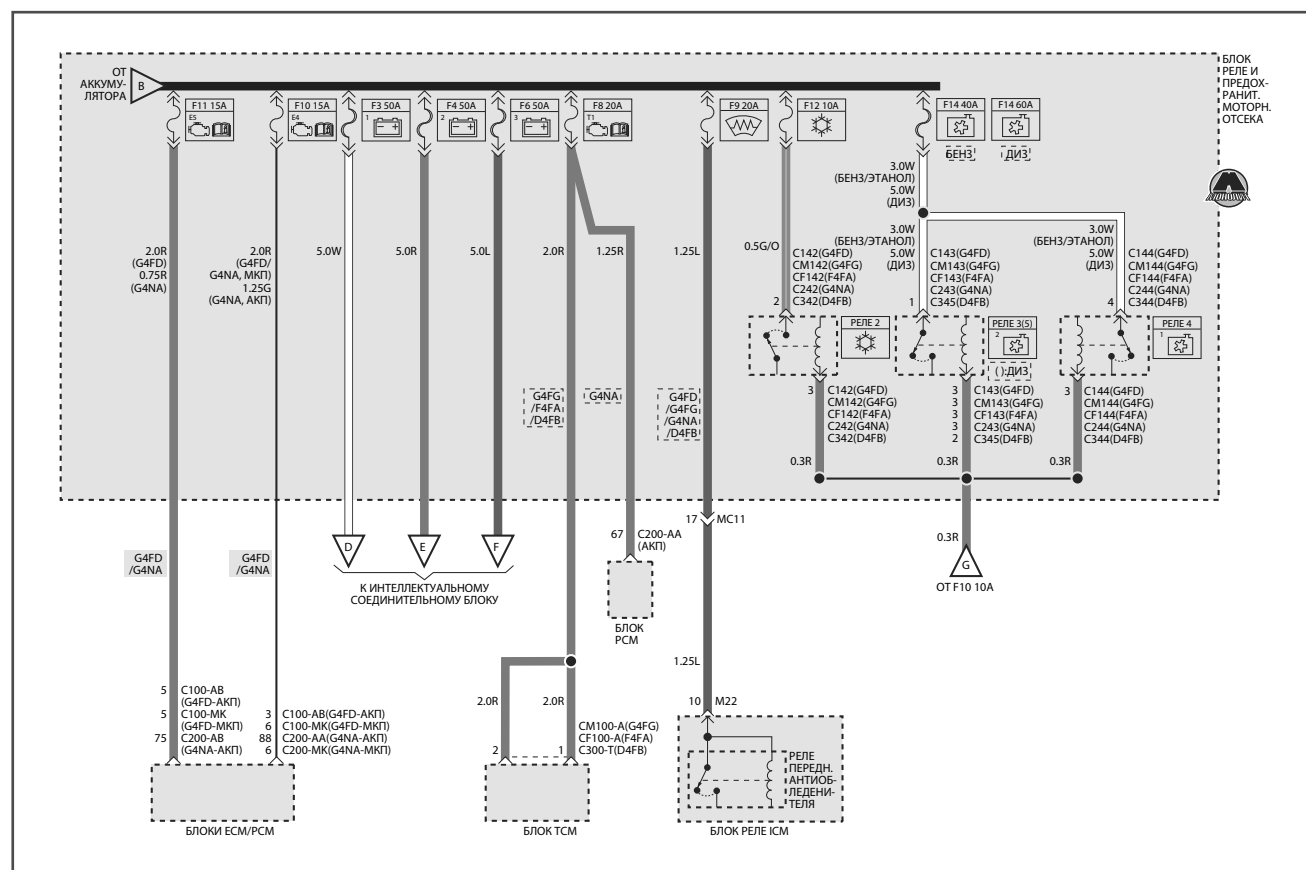 ОТ
АККУМУ-
ЛЯТОРА
B
БЛОК
РЕЛЕ И
ПРЕДОХ-
РАНИТ.
МОТОРН.
ОТСЕКА
F11 15A
E5
F10 15A
E4
F3 50A
1
F4 50A
2
F6 50A
3
F8 20A
T1
F9 20A
F12 10A
F14 40A
F14 60A
БЕНЗ
ДИЗ
3.0W
(БЕНЗ/ЭТАНОЛ)
5.0W
(ДИЗ)
2.0R
(G4FD)
0.75R
(G4NA)
2.0R
(G4FD/
G4NA, МКП)
1.25G
(G4NA, АКП)
5.0W
5.0R
5.0L
2.0R
1.25R
1.25L
0.5G/O
C142(G4FD)
CM142(G4FG)
CF142(F4FA)
C242(G4NA)
C342(D4FB)
2
3.0W
(БЕНЗ/ЭТАНОЛ)
5.0W
(ДИЗ)
C143(G4FD)
CM143(G4FG)
CF143(F4FA)
C243(G4NA)
C345(D4FB)
1
3.0W
(БЕНЗ/ЭТАНОЛ)
5.0W
(ДИЗ)
C144(G4FD)
CM144(G4FG)
CF144(F4FA)
C244(G4NA)
C344(D4FB)
4
РЕЛЕ 2
РЕЛЕ 3(5)
2
( ):ДИЗ
РЕЛЕ 4
1
G4FG
/F4FA
/D4FB
G4NA
G4FD
/G4FG
/G4NA
/D4FB
3 C142(G4FD)
CM142(G4FG)
CF142(F4FA)
C242(G4NA)
C342(D4FB)
3 C143(G4FD)
3 CM143(G4FG)
3 CF143(F4FA)
3 C243(G4NA)
2 C345(D4FB)
3 C144(G4FD)
CM144(G4FG)
CF144(F4FA)
C244(G4NA)
C344(D4FB)
0.3R
0.3R
0.3R
17 MC11
67 C200-AA
(АКП)
0.3R
D
E
F
G
ОТ F10 10A
G4FD
/G4NA
G4FD
/G4NA
К ИНТЕЛЛЕКТУАЛЬНОМУ
СОЕДИНИТЕЛЬНОМУ БЛОКУ
БЛОК
PCM
1.25L
5 C100-AB
(G4FD-АКП)
5 C100-MK
(G4FD-МКП)
75 C200-AB
(G4NA-АКП)
3 C100-AB(G4FD-АКП)
6 C100-MK(G4FD-МКП)
88 C200-AA(G4NA-АКП)
6 C200-MK(G4NA-МКП)
2.0R
2.0R
2
1
CM100-A(G4FG)
CF100-A(F4FA)
C300-T(D4FB)
10 M22
РЕЛЕ
ПЕРЕДН.
АНТИОБ-
ЛЕДЕНИ-
ТЕЛЯ
БЛОКИ ECM/PCM
БЛОК TCM
БЛОК РЕЛЕ ICM